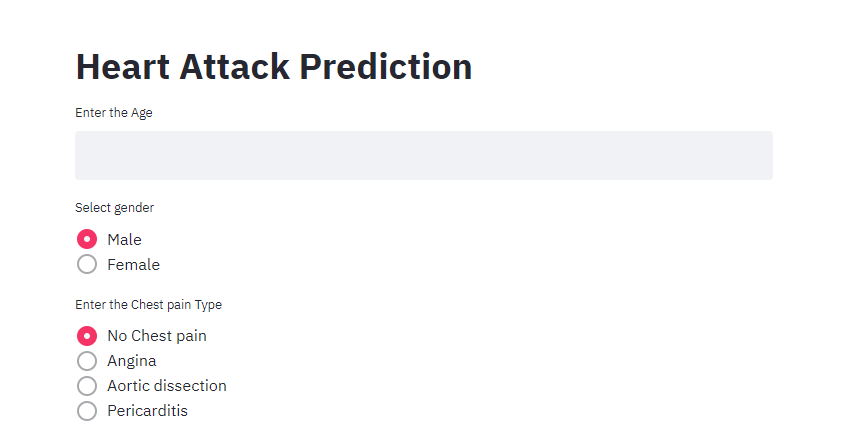 Heart Attack Prediction
Enter the Age
Select gender
Male
Female
Enter the Chest pain Type
No Chest pain
Angina
Aortic dissection
Pericarditis